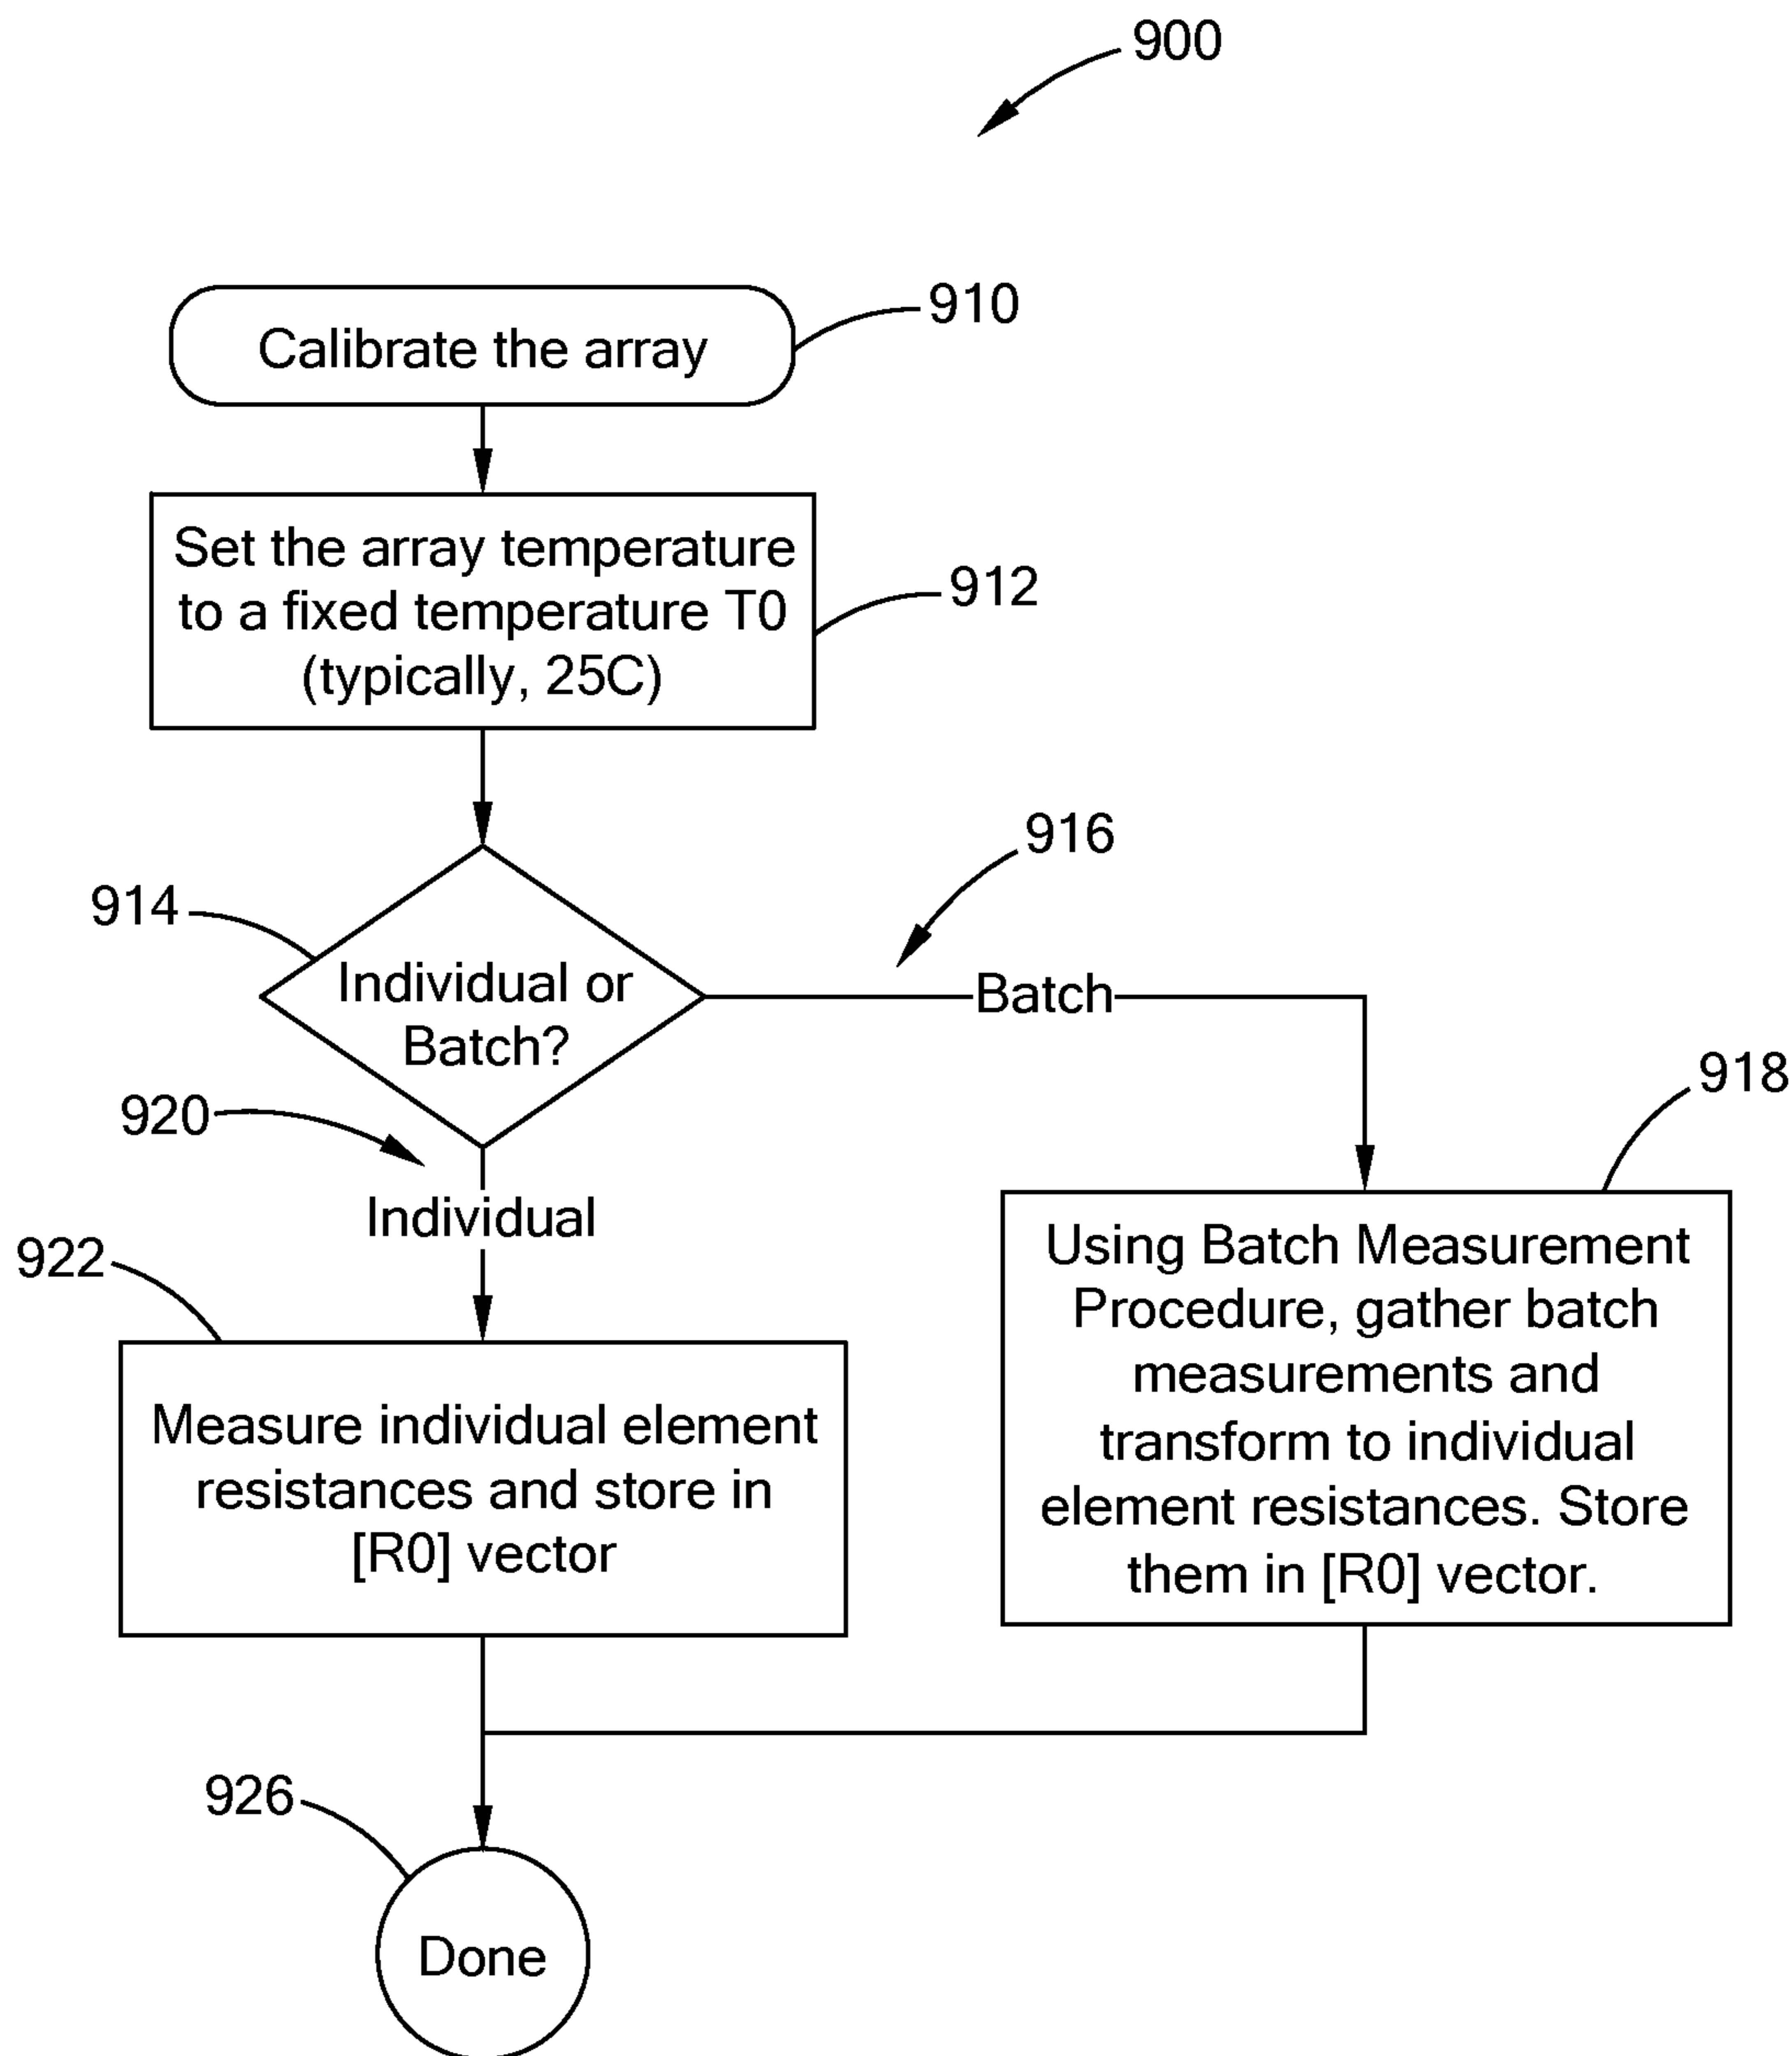 900
Calibrate the array
910
Set the array temperature
to a fixed temperature T0
(typically, 25C)
912
914
Individual or
Batch?
916
Batch
920
Individual
918
922
Measure individual element
resistances and store in
[R0] vector
Using Batch Measurement
Procedure, gather batch
measurements and
transform to individual
element resistances. Store
them in [R0] vector.
926
Done